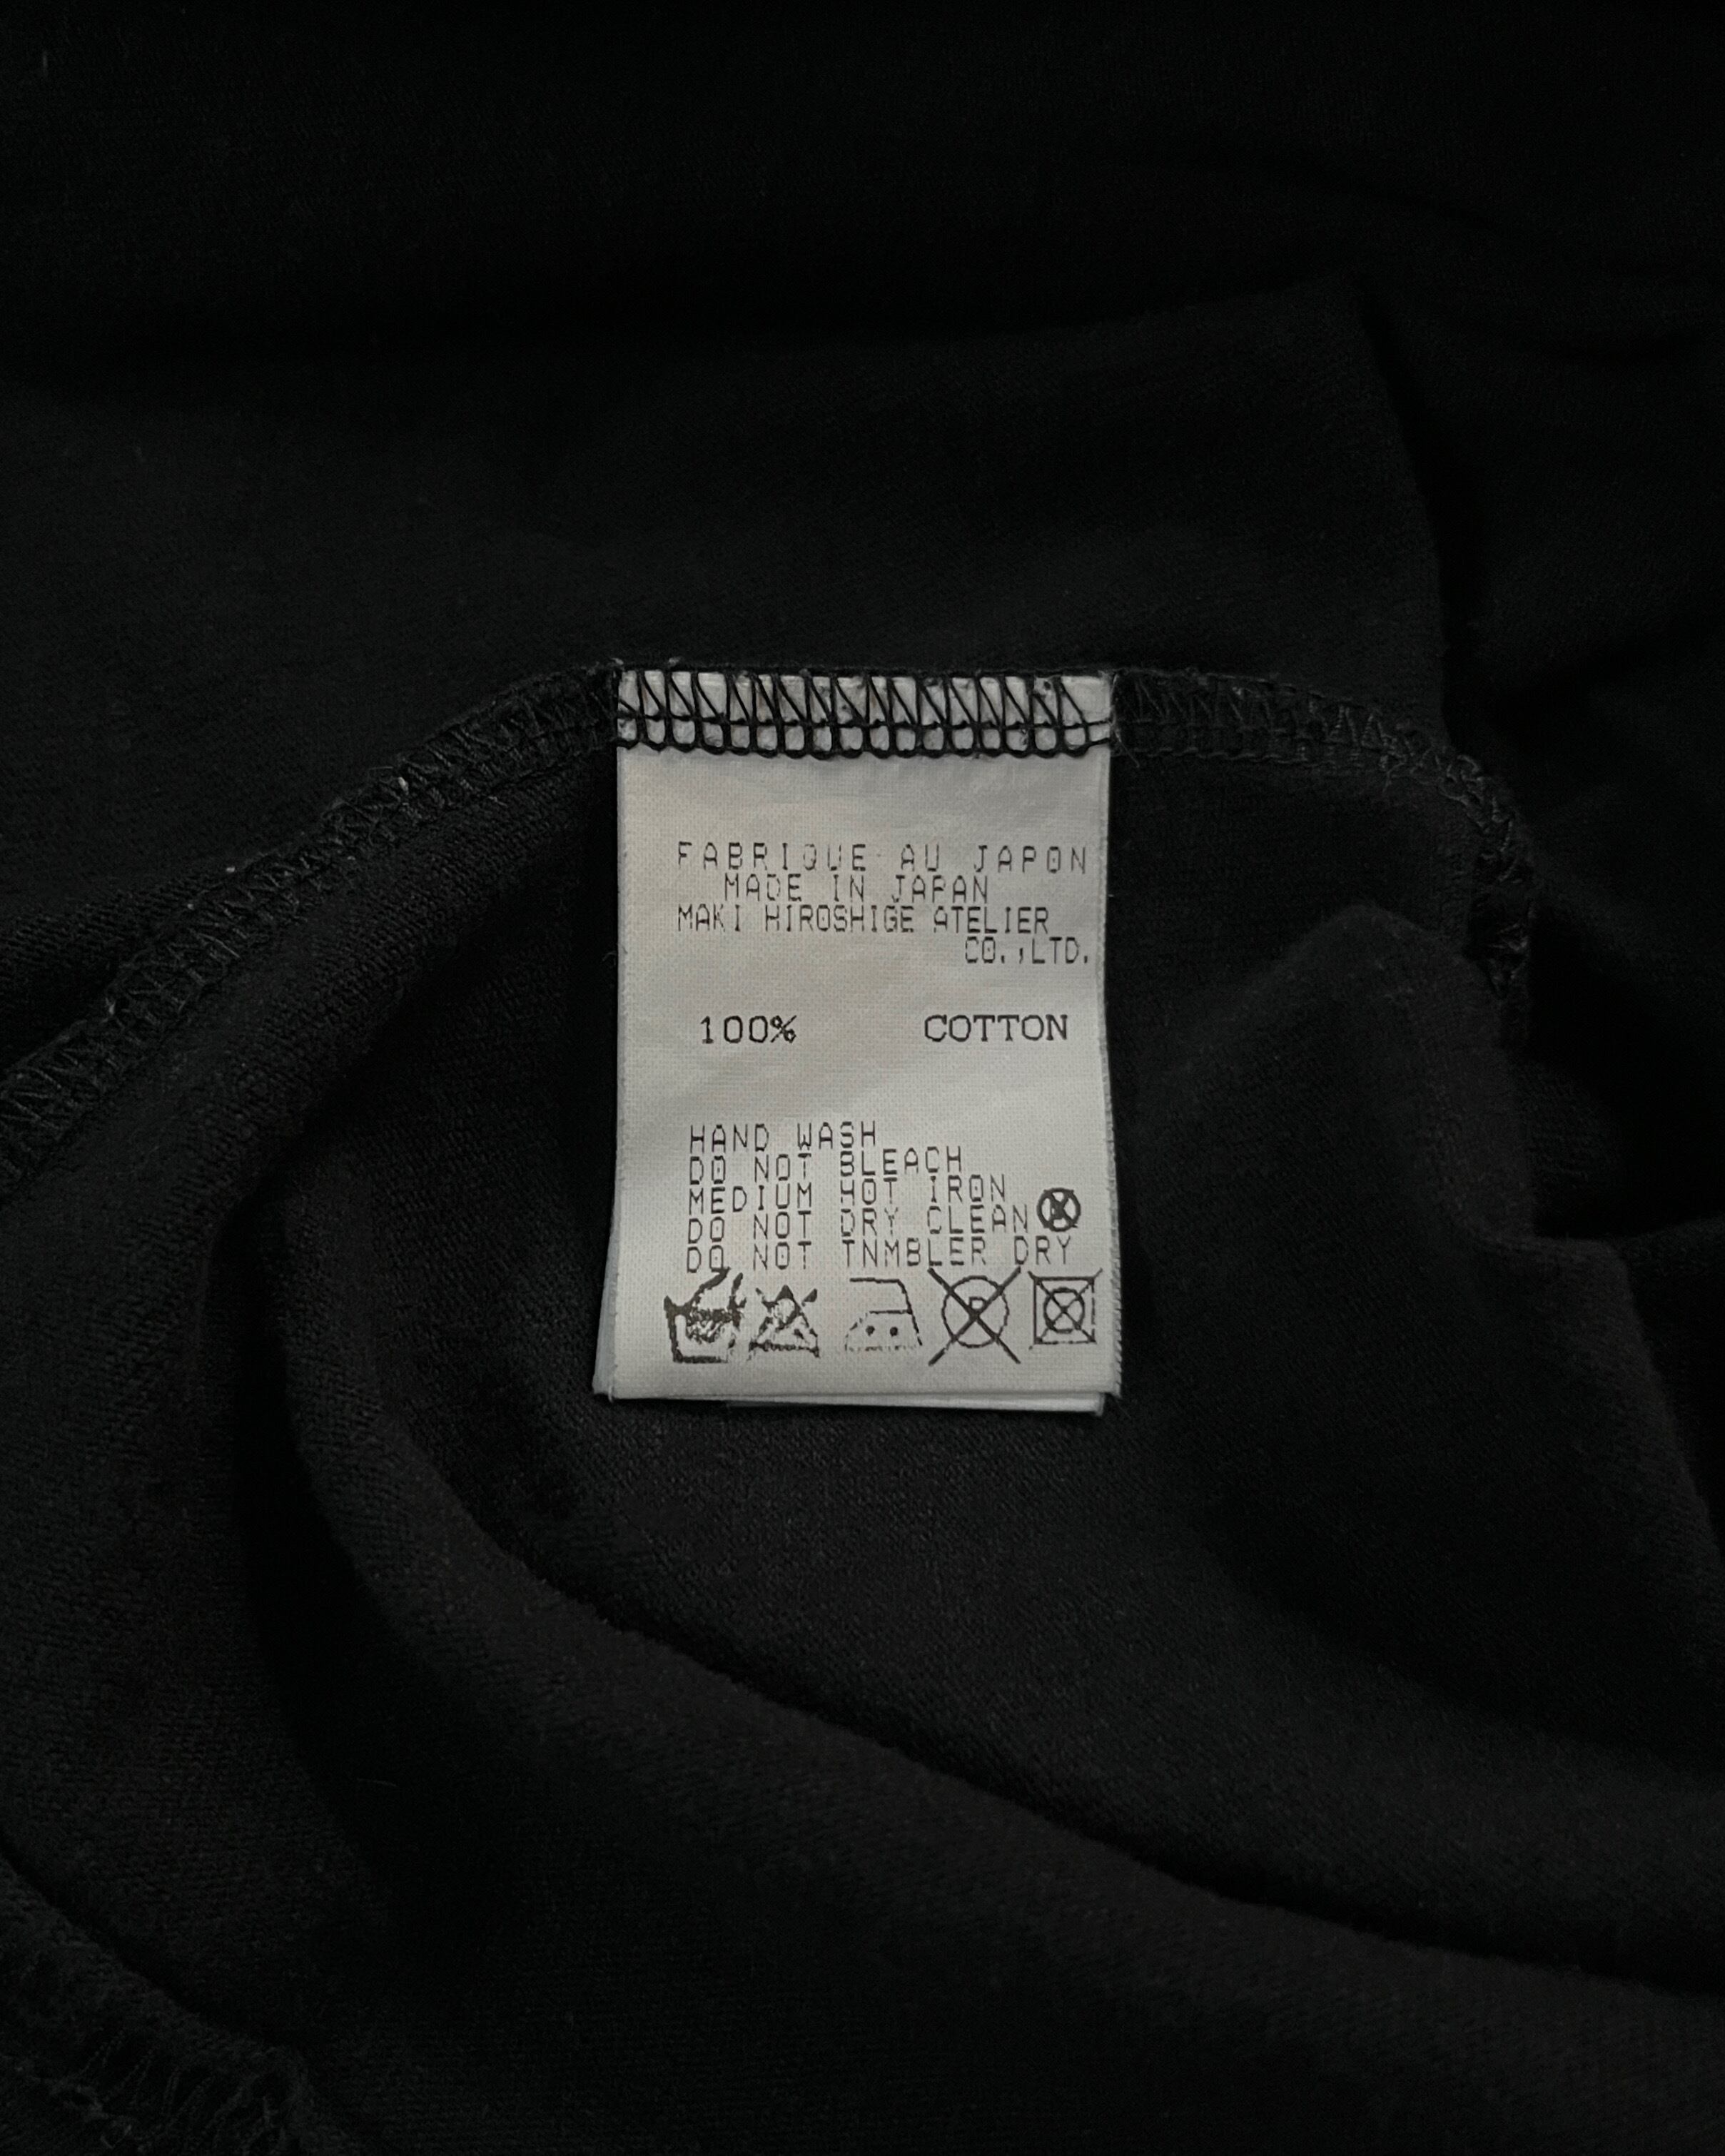 FABRIQUE AU JAPON
MADE IN JAPAN
MAKI HIROSHIGE ATELIER
CO.,LTD.
100% COTTON
HAND WASH
DO NOT BLEACH
MEDIUM HOT IRON
DO NOT DRY CLEAN
DO NOT TNMBLER DRY